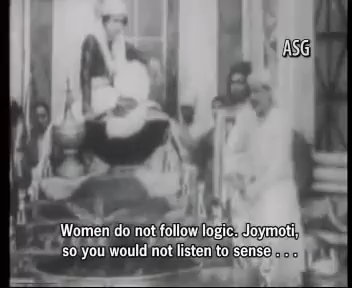 ASG
Women do not follow logic. Joymoti,
so you would not listen to sense . . .